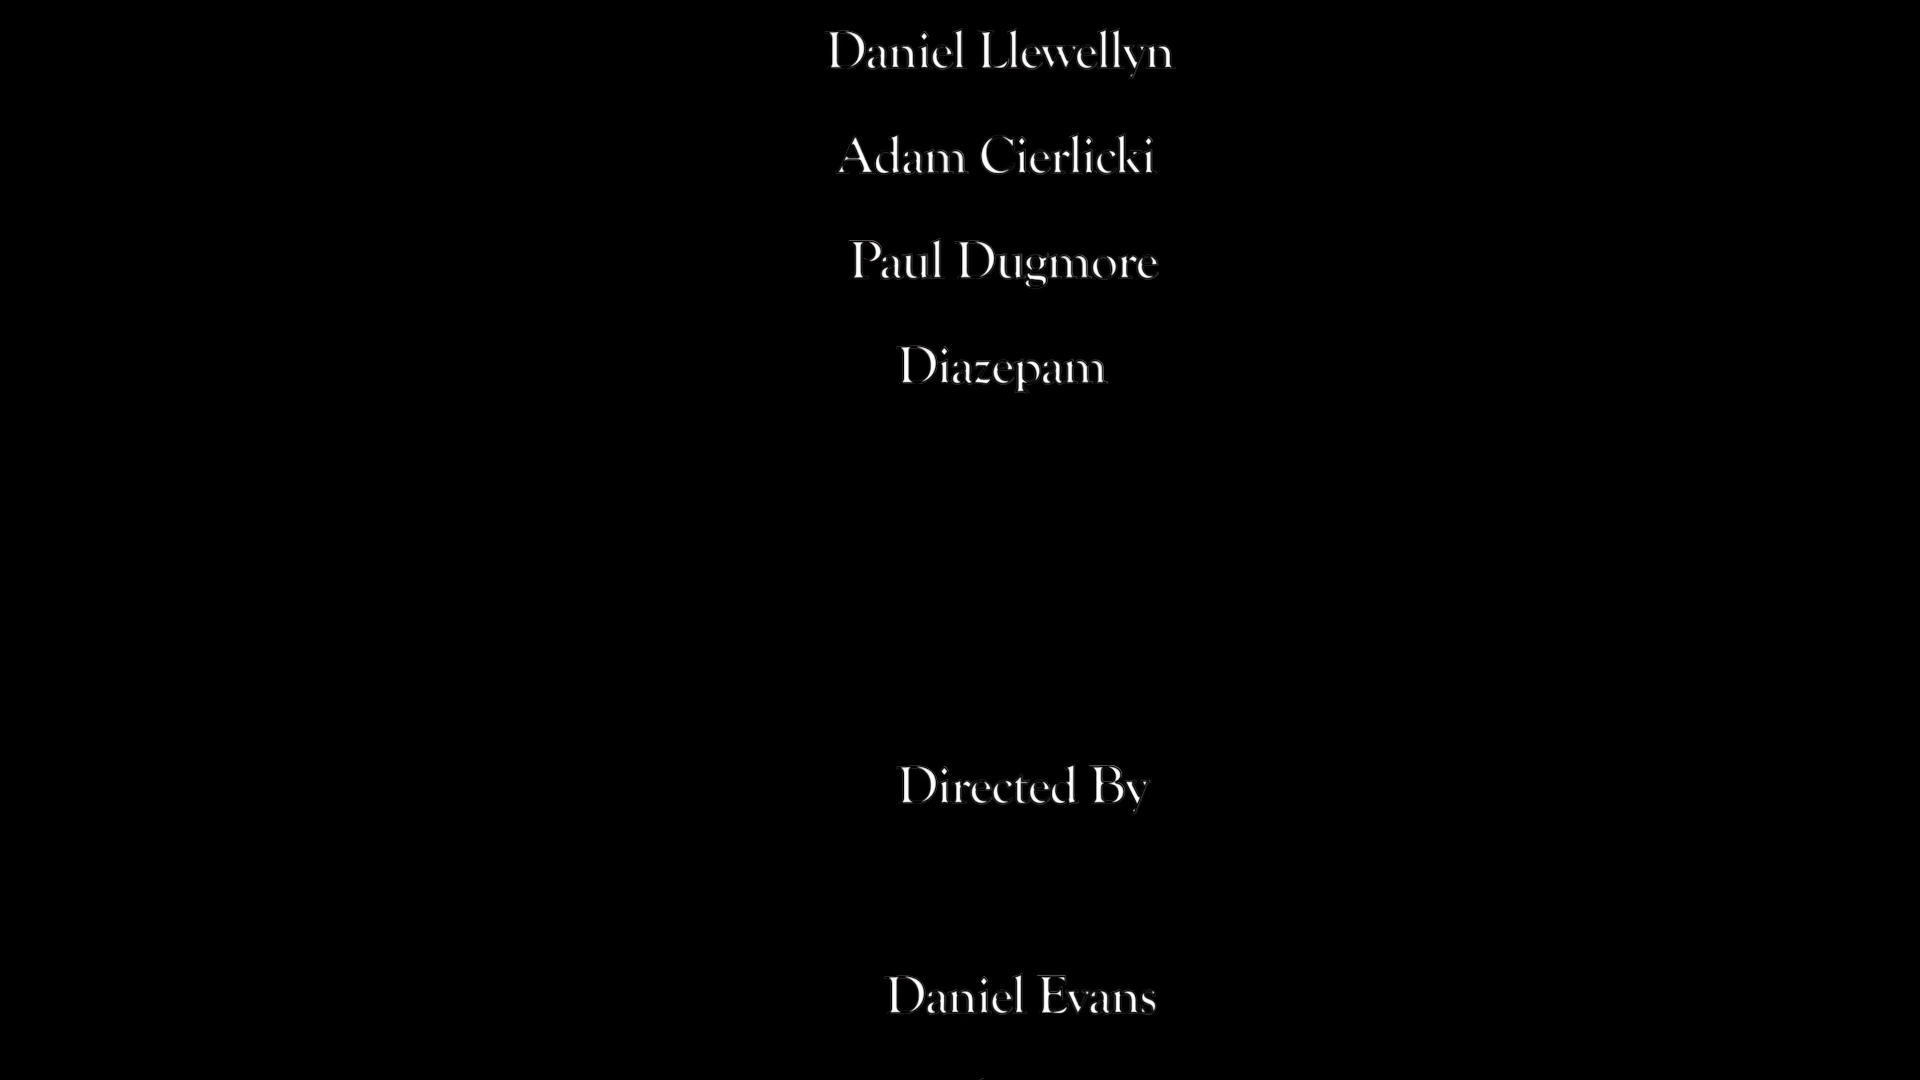 Daniel Llewellyn
Adam Cierlicki
Paul Dugmore
Diazepam
Directed By
Daniel Evans